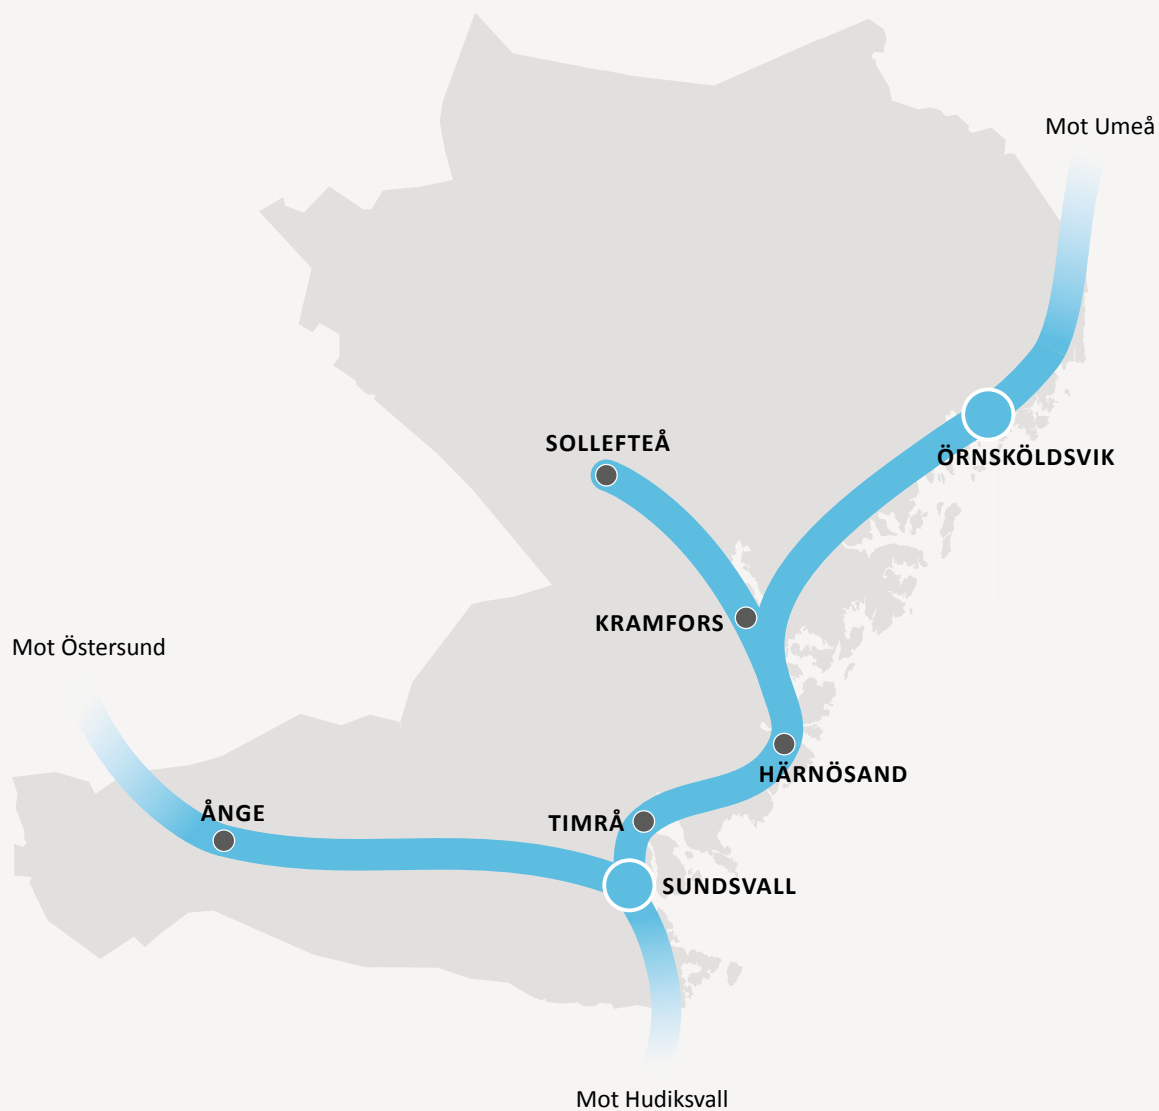 Mot Umeå
SOLLEFTEÅ
ÖRNSKÖLDSVIK
KRAMFORS
Mot Östersund
HÄRNÖSAND
ÅNGE
TIMRÅ
SUNDSVALL
Mot Hudiksvall